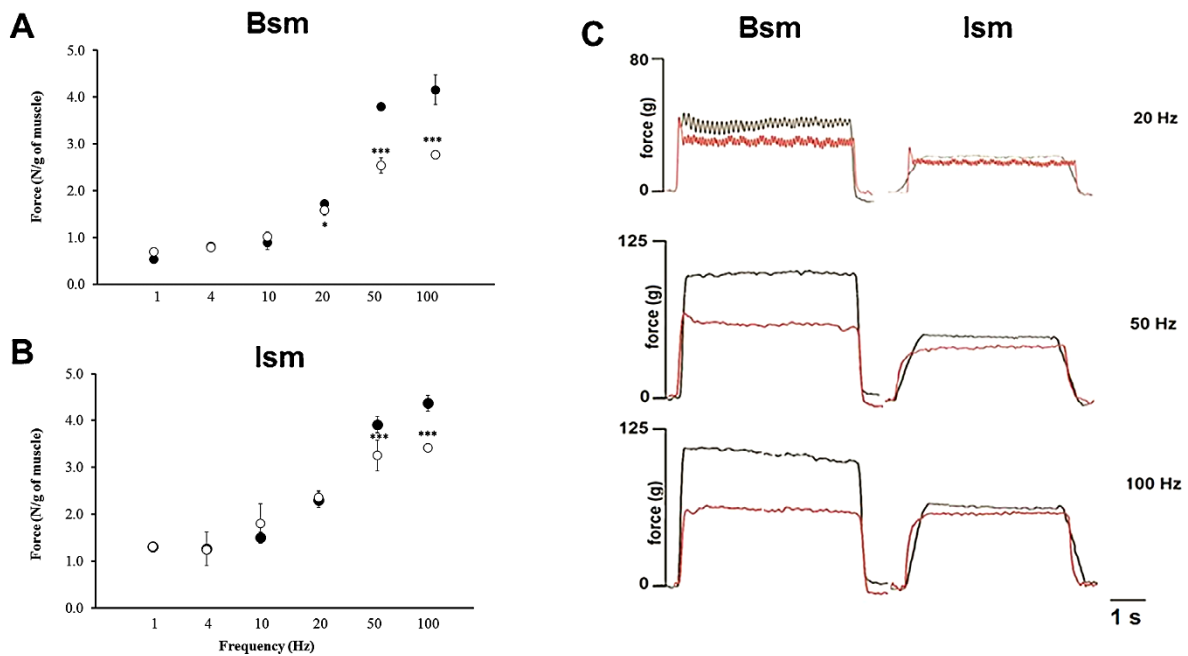 A
Bsm
5.0
4.0
3.0
2.0
1.0
0.0
Force (N/g of muscle)
***
***
*
1 4 10 20 50 100
B
Ism
5.0
4.0
3.0
2.0
1.0
0.0
Force (N/g of muscle)
***
***
1 4 10 20 50 100
Frequency (Hz)
C
Bsm Ism
80
0
force (g)
20 Hz
125
0
force (g)
50 Hz
125
0
force (g)
100 Hz
1 s